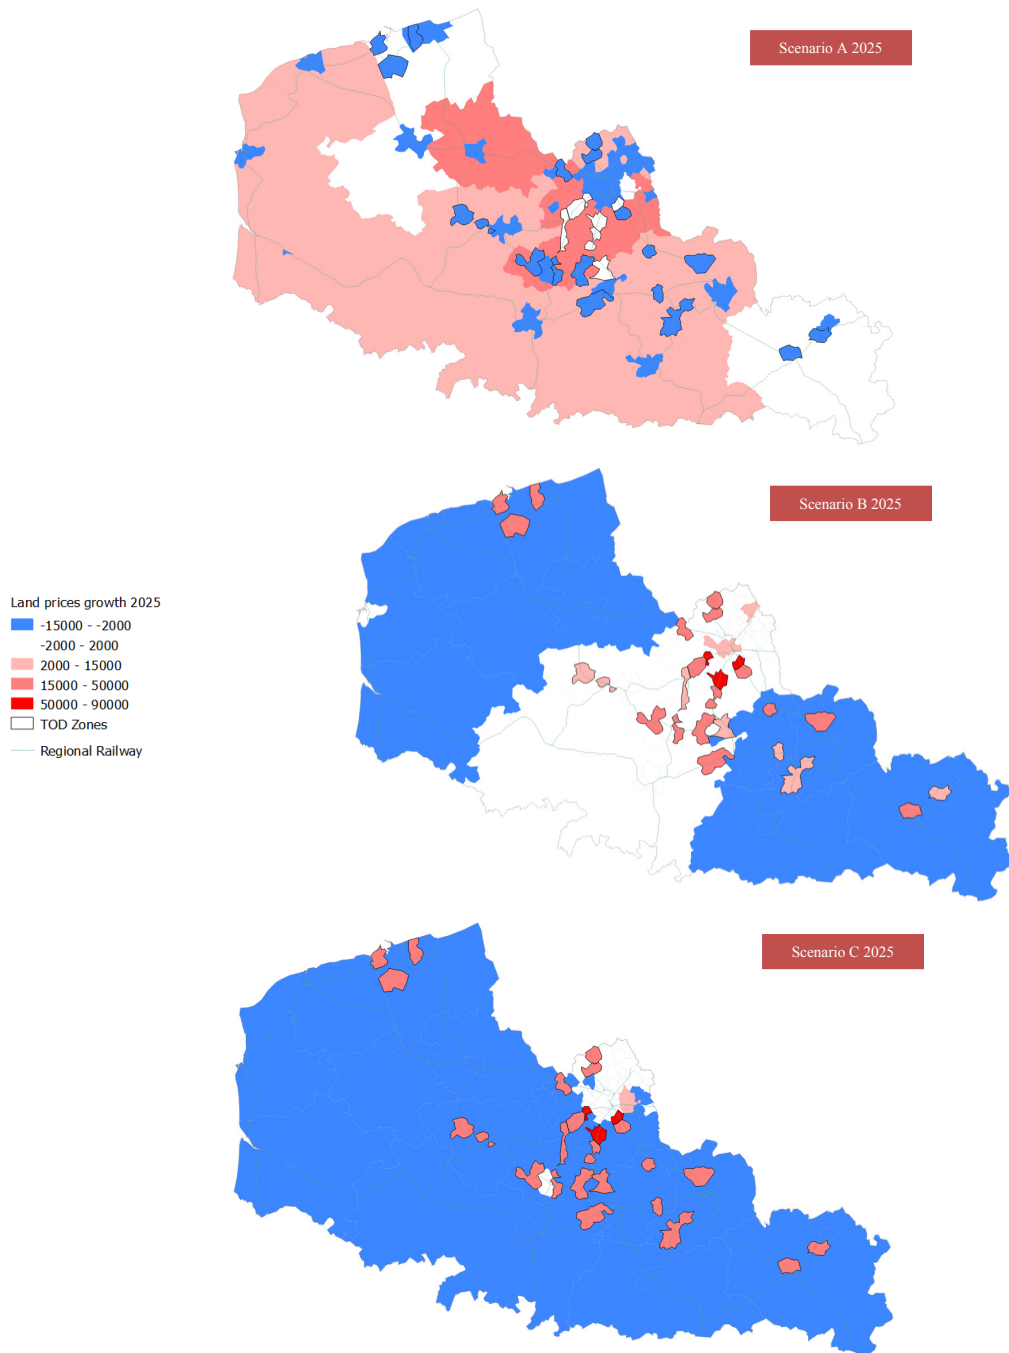 Scenario A 2025
Scenario B 2025
Land prices growth 2025
-15000 - -2000
-2000 - 2000
2000 - 15000
15000 - 50000
50000 - 90000
TOD Zones
Regional Railway
Scenario C 2025